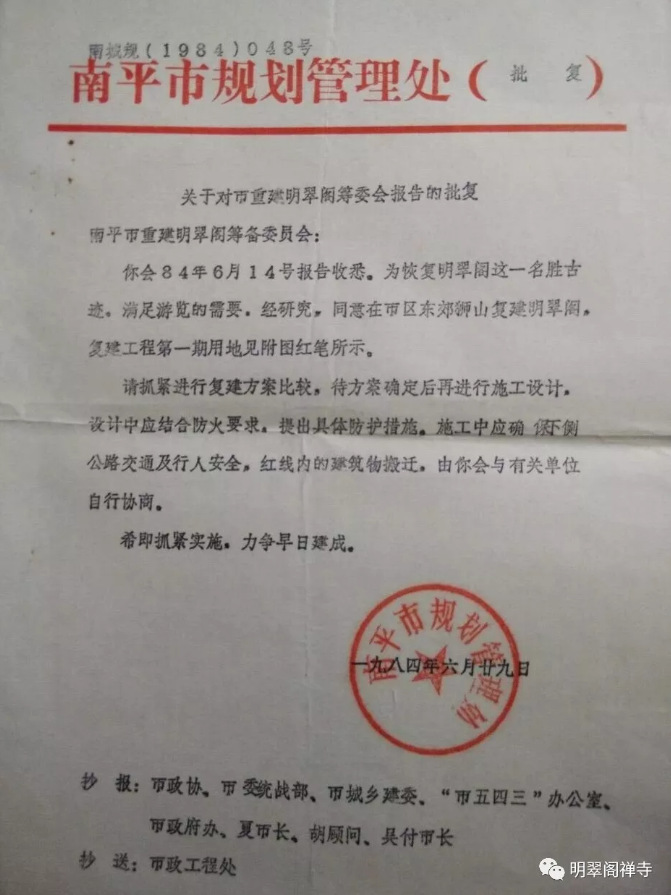 南城规(1984)048号
南平市规划管理处(批 复)
关于对市重建明翠阁筹委会报告的批复
南平市重建明翠阁筹备委员会:
你会84年6月14号报告收悉。为恢复明翠阁这一名胜古
迹,满足游览的需要,经研究,同意在市区东郊狮山复建明翠阁。
复建工程第一期用地见附图红笔所示。
请抓紧进行复建方案比较,待方案确定后再进行施工设计。
设计中应结合防火要求,提出具体防护措施。施工中应确保下侧
公路交通及行人安全,红线内的建筑物搬迁,由你会与有关单位
自行协商。
希即抓紧实施,力争早日建成。
南平市规划管理处
一九八四年六月廿九日
抄 报:市政协、市委统战部、市城乡建委、“市五四三”办公室、
市政府办、夏市长、胡顾问、吴付市长
抄 送:市政工程处
明翠阁禅寺